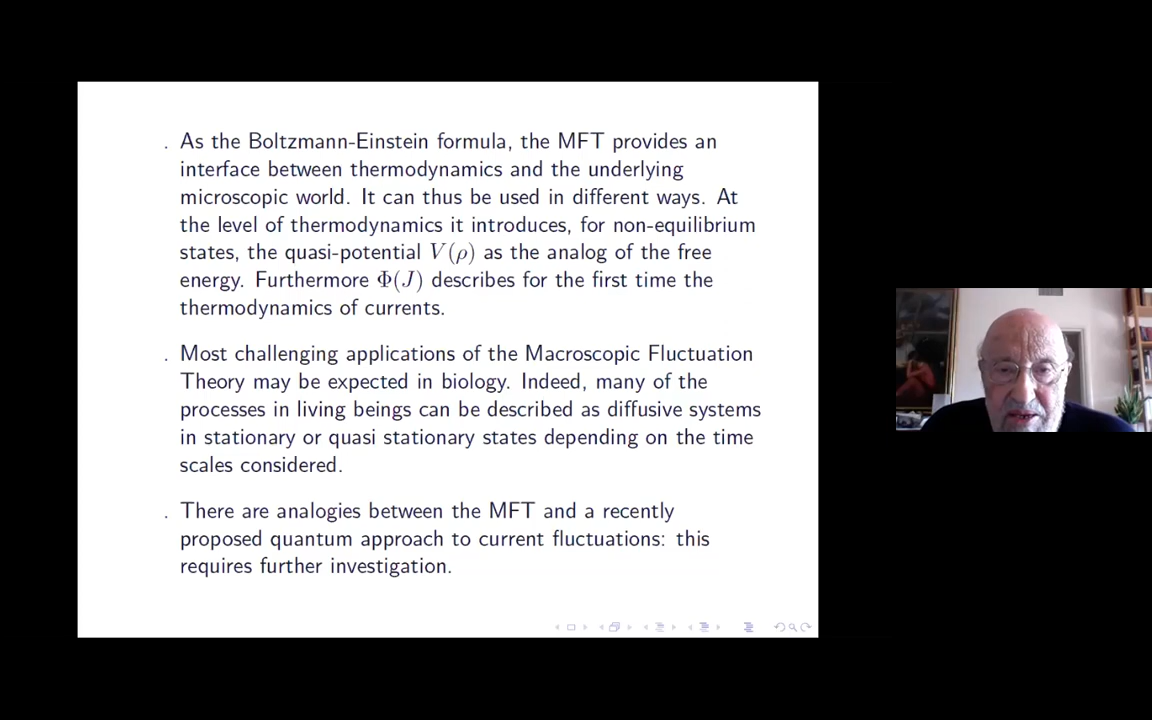 . As the Boltzmann-Einstein formula, the MFT provides an
interface between thermodynamics and the underlying
microscopic world. It can thus be used in different ways. At
the level of thermodynamics it introduces, for non-equilibrium
states, the quasi-potential V(ρ) as the analog of the free
energy. Furthermore Φ(J) describes for the first time the
thermodynamics of currents.
. Most challenging applications of the Macroscopic Fluctuation
Theory may be expected in biology. Indeed, many of the
processes in living beings can be described as diffusive systems
in stationary or quasi stationary states depending on the time
scales considered.
. There are analogies between the MFT and a recently
proposed quantum approach to current fluctuations: this
requires further investigation.